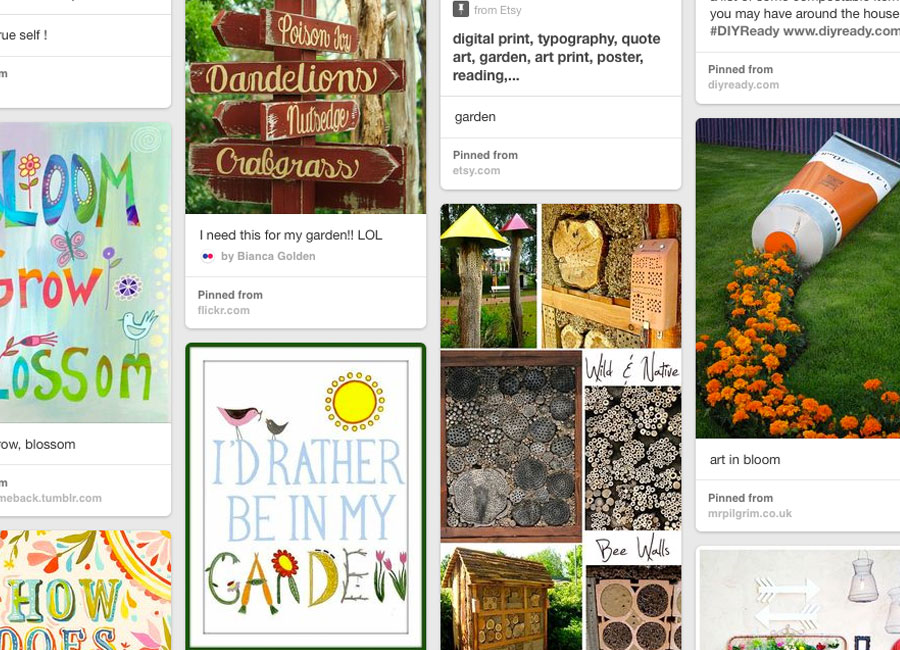 rue self !
m
BLOOM
Grow
Blossom
row, blossom
m
meback.tumblr.com
HOW
DOES
Poison Ivy
Dandelions
Nutsedge
Crabgrass
I need this for my garden!! LOL
by Bianca Golden
Pinned from
flickr.com
I'D RATHER
BE IN MY
GARDEN
from Etsy
digital print, typography, quote
art, garden, art print, poster,
reading,...
garden
Pinned from
etsy.com
Wild & Native
Bee Walls
you may have around the house
#DIYReady www.diyready.com
Pinned from
diyready.com
art in bloom
Pinned from
mrpilgrim.co.uk